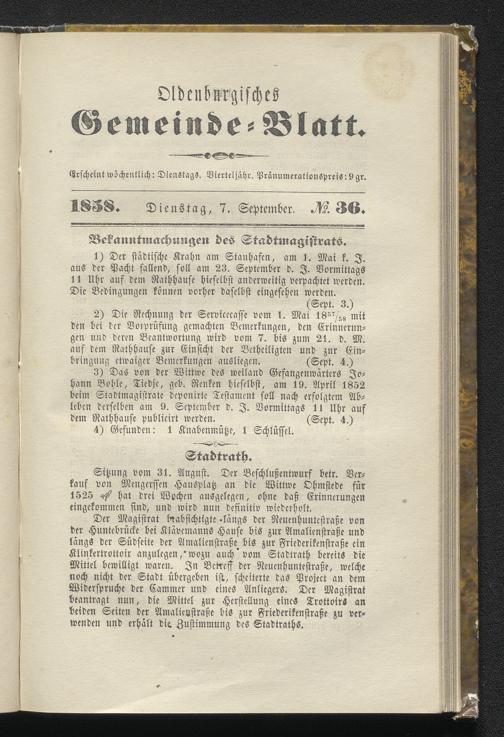 Oldenburgisches
Gemeinde-Blatt.
Erscheint wöchentlich: Dienstags. Vierteljähr. Pränumerationspreis: 9 gr.
1858. Dienstag, 7. September. №. 36.
Bekanntmachungen des Stadtmagistrats.
1) Der städtische Krahn am Stauhafen, am 1. Mai k. J.
aus der Pacht fallend, soll am 23. September d. J. Vormittags
11 Uhr auf dem Rathhause hieselbst anderweitig verpachtet werden.
Die Bedingungen können vorher daselbst eingesehen werden.
(Sept. 3.)
2) Die Rechnung der Servicecasse vom 1. Mai 18⁵⁷/₅₈ mit
den bei der Vorprüfung gemachten Bemerkungen, den Erinnerun-
gen und deren Beantwortung wird vom 7. bis zum 21. d. M.
auf dem Rathhause zur Einsicht der Betheiligten und zur Ein-
bringung etwaiger Bemerkungen ausliegen. (Sept. 4.)
3) Das von der Wittwe des weiland Gefangenwärters Jo-
hann Bohle, Tiedje, geb. Renken hieselbst, am 19. April 1852
beim Stadtmagistrate deponirte Testament soll nach erfolgtem Ab-
leben derselben am 9. September d. J. Vormittags 11 Uhr auf
dem Rathhause publicirt werden. (Sept. 4.)
4) Gefunden: 1 Knabenmütze, 1 Schlüssel.
Stadtrath.
Sitzung vom 31. August. Der Beschlußentwurf betr. Ver-
kauf von Mengerssen Hausplatz an die Wittwe Ohmstede für
1525 ₰ hat drei Wochen ausgelegen, ohne daß Erinnerungen
eingekommen sind, und wird nun definitiv wiederholt.
Der Magistrat beabsichtigte längs der Neuenhuntestraße von
der Huntebrücke bei Klävemanns Hause bis zur Amalienstraße und
längs der Südseite der Amalienstraße bis zur Friederikenstraße ein
Klinkertrottoir anzulegen, wozu auch vom Stadtrath bereits die
Mittel bewilligt waren. In Betreff der Neuenhuntestraße, welche
noch nicht der Stadt übergeben ist, scheiterte das Project an dem
Widerspruche der Cammer und eines Anliegers. Der Magistrat
beantragt nun, die Mittel zur Herstellung eines Trottoirs an
beiden Seiten der Amalienstraße bis zur Friederikenstraße zu ver-
wenden und erhält die Zustimmung des Stadtraths.